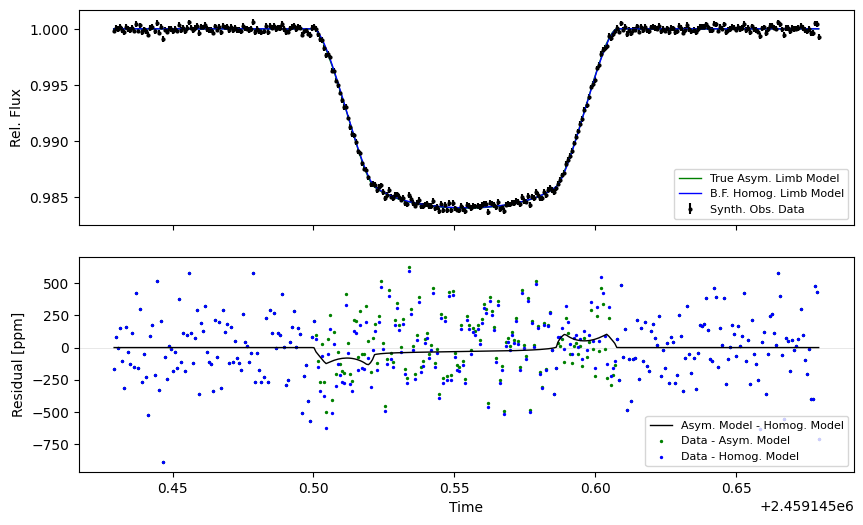 1.000
0.995
0.990
0.985
Rel. Flux
True Asym. Limb Model
B.F. Homog. Limb Model
Synth. Obs. Data
500
250
0
−250
−500
−750
Residual [ppm]
Asym. Model - Homog. Model
Data - Asym. Model
Data - Homog. Model
0.45 0.50 0.55 0.60 0.65
Time
+2.459145e6